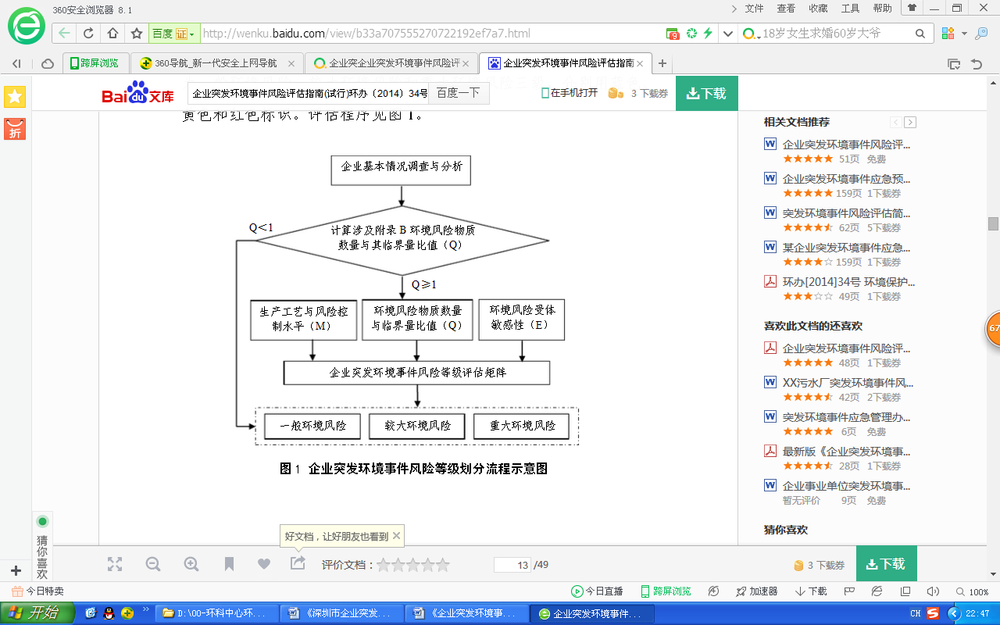 360安全浏览器 8.1
文件 查看 收藏 工具 帮助
百度 证 http://wenku.baidu.com/view/b33a707555270722192ef7a7.html 9 18岁女生求婚60岁大爷
跨屏浏览 360导航_新一代安全上网导航 企业突企业突发环境事件风险评 企业突发环境事件风险评估指南
Bai du 文库 企业突发环境事件风险评估指南(试行)环办（2014）34号 百度一下 在手机打开 3 下载券 下载
折
黄色和红色标识。评估程序见图 1。
企业基本情况调查与分析
Q＜1
计算涉及附录 B 环境风险物质
数量与其临界量比值（Q）
Q≥1
生产工艺与风险控
制水平（M）
环境风险物质数量
与临界量比值（Q）
环境风险受体
敏感性（E）
企业突发环境事件风险等级评估矩阵
一般环境风险 较大环境风险 重大环境风险
图 1 企业突发环境事件风险等级划分流程示意图
相关文档推荐
企业突发环境事件风险评...
51页 免费
企业突发环境事件应急预...
159页 1下载券
突发环境事件风险评估简...
62页 5下载券
某企业突发环境事件应急...
159页 1下载券
环办[2014]34号 环境保护...
49页 1下载券
喜欢此文档的还喜欢
企业突发环境事件风险评...
48页 1下载券
XX污水厂突发环境事件风...
42页 2下载券
突发环境事件应急管理办...
6页 免费
最新版《企业突发环境事...
28页 1下载券
企业事业单位突发环境事...
暂无评价 9页 免费
猜你喜欢
67
猜你喜欢
好文档，让好朋友也看到
评价文档： 13 /49 3 下载券 下载
今日特卖 今日直播 跨屏浏览 加速器 下载 100%
开始 D:\00-环科中心环... 《深圳市企业突发... 《企业突发环境事... 企业突发环境事件... CH 22:47